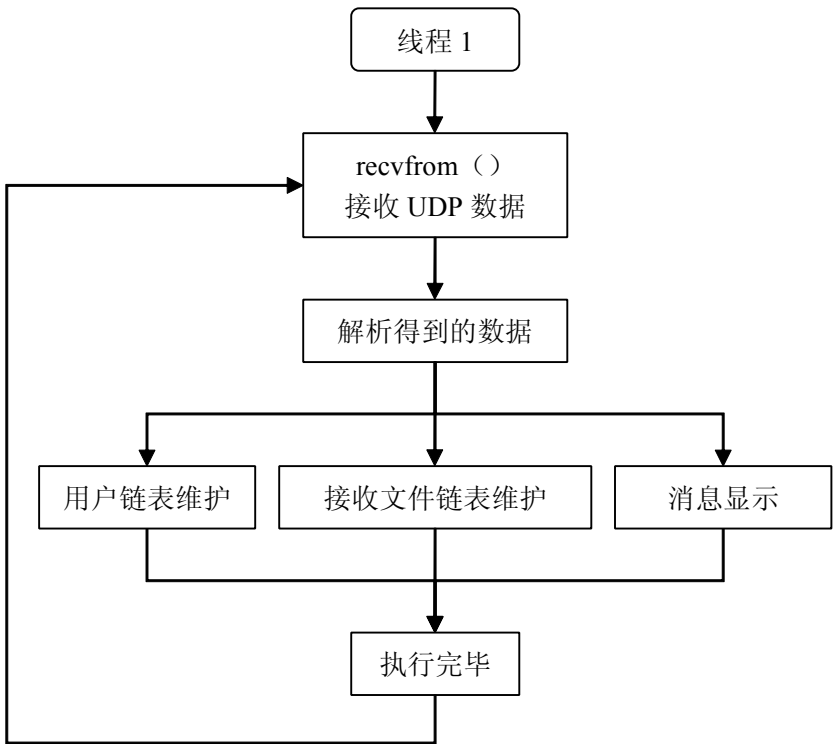 线程 1
recvfrom（）
接收 UDP 数据
解析得到的数据
用户链表维护
接收文件链表维护
消息显示
执行完毕